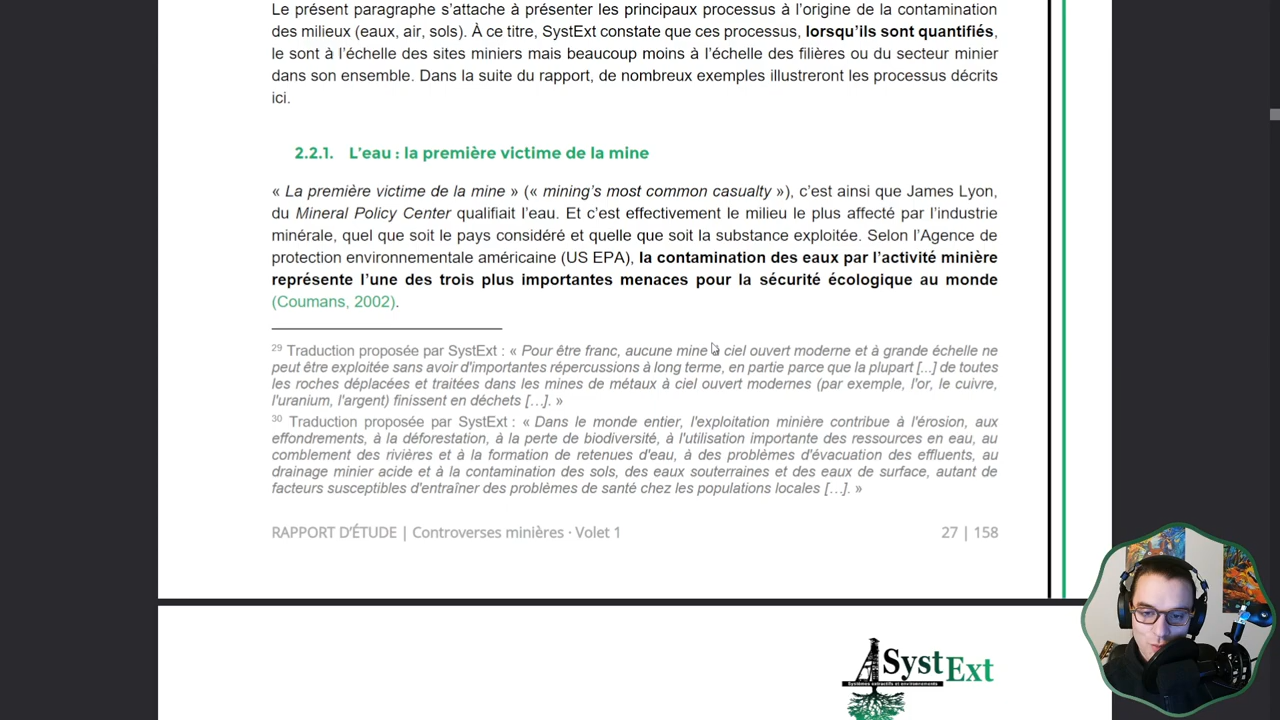 Le présent paragraphe s'attache à présenter les principaux processus à l'origine de la contamination
des milieux (eaux, air, sols). À ce titre, SystExt constate que ces processus, lorsqu'ils sont quantifiés,
le sont à l'échelle des sites miniers mais beaucoup moins à l'échelle des filières ou du secteur minier
dans son ensemble. Dans la suite du rapport, de nombreux exemples illustreront les processus décrits
ici.
2.2.1. L'eau : la première victime de la mine
« La première victime de la mine » (« mining's most common casualty »), c'est ainsi que James Lyon,
du Mineral Policy Center qualifiait l'eau. Et c'est effectivement le milieu le plus affecté par l'industrie
minérale, quel que soit le pays considéré et quelle que soit la substance exploitée. Selon l'Agence de
protection environnementale américaine (US EPA), la contamination des eaux par l'activité minière
représente l'une des trois plus importantes menaces pour la sécurité écologique au monde
(Coumans, 2002).
29 Traduction proposée par SystExt : « Pour être franc, aucune mine à ciel ouvert moderne et à grande échelle ne
peut être exploitée sans avoir d'importantes répercussions à long terme, en partie parce que la plupart [...] de toutes
les roches déplacées et traitées dans les mines de métaux à ciel ouvert modernes (par exemple, l'or, le cuivre,
l'uranium, l'argent) finissent en déchets […]. »
30 Traduction proposée par SystExt : « Dans le monde entier, l'exploitation minière contribue à l'érosion, aux
effondrements, à la déforestation, à la perte de biodiversité, à l'utilisation importante des ressources en eau, au
comblement des rivières et à la formation de retenues d'eau, à des problèmes d'évacuation des effluents, au
drainage minier acide et à la contamination des sols, des eaux souterraines et des eaux de surface, autant de
facteurs susceptibles d'entraîner des problèmes de santé chez les populations locales […]. »
RAPPORT D'ÉTUDE | Controverses minières · Volet 1 27 | 158
SystExt
Systèmes extractifs et environnements